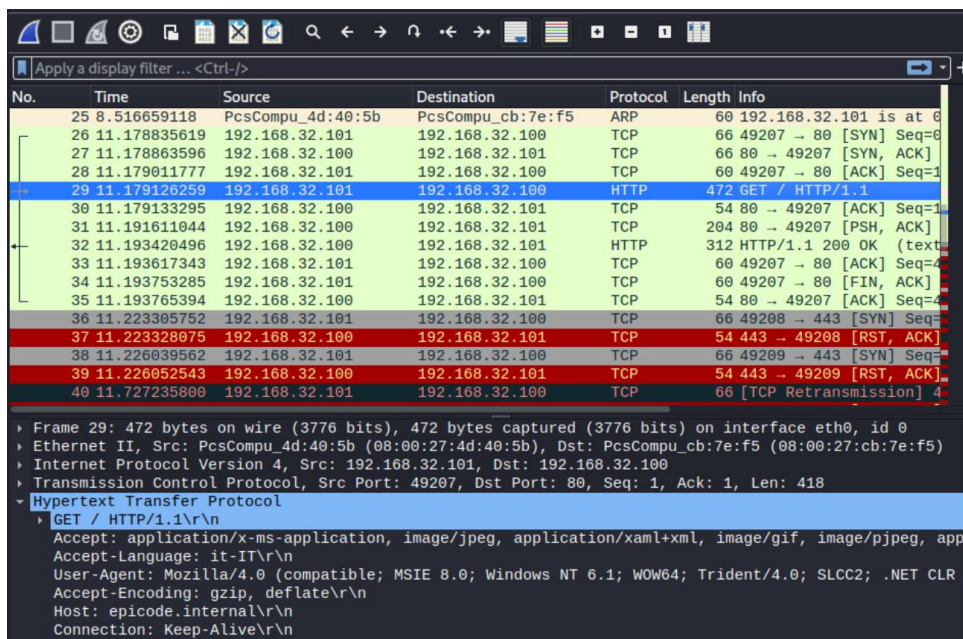 Apply a display filter ... <Ctrl-/>
No. Time Source Destination Protocol Length Info
25 8.516659118 PcsCompu_4d:40:5b PcsCompu_cb:7e:f5 ARP 60 192.168.32.101 is at
26 11.178835619 192.168.32.101 192.168.32.100 TCP 66 49207 → 80 [SYN] Seq=0
27 11.178863596 192.168.32.100 192.168.32.101 TCP 66 80 → 49207 [SYN, ACK]
28 11.179011777 192.168.32.101 192.168.32.100 TCP 60 49207 → 80 [ACK] Seq=1
29 11.179126259 192.168.32.101 192.168.32.100 HTTP 472 GET / HTTP/1.1
30 11.179133295 192.168.32.100 192.168.32.101 TCP 54 80 → 49207 [ACK] Seq=1
31 11.191611044 192.168.32.100 192.168.32.101 TCP 204 80 → 49207 [PSH, ACK]
32 11.193420496 192.168.32.100 192.168.32.101 HTTP 312 HTTP/1.1 200 OK (text
33 11.193617343 192.168.32.101 192.168.32.100 TCP 60 49207 → 80 [ACK] Seq=4
34 11.193753285 192.168.32.101 192.168.32.100 TCP 60 49207 → 80 [FIN, ACK]
35 11.193765394 192.168.32.100 192.168.32.101 TCP 54 80 → 49207 [ACK] Seq=4
36 11.223305752 192.168.32.101 192.168.32.100 TCP 66 49208 → 443 [SYN] Seq=
37 11.223328075 192.168.32.100 192.168.32.101 TCP 54 443 → 49208 [RST, ACK]
38 11.226039562 192.168.32.101 192.168.32.100 TCP 66 49209 → 443 [SYN] Seq=
39 11.226052543 192.168.32.100 192.168.32.101 TCP 54 443 → 49209 [RST, ACK]
40 11.727235800 192.168.32.101 192.168.32.100 TCP 66 [TCP Retransmission] 4
Frame 29: 472 bytes on wire (3776 bits), 472 bytes captured (3776 bits) on interface eth0, id 0
Ethernet II, Src: PcsCompu_4d:40:5b (08:00:27:4d:40:5b), Dst: PcsCompu_cb:7e:f5 (08:00:27:cb:7e:f5)
Internet Protocol Version 4, Src: 192.168.32.101, Dst: 192.168.32.100
Transmission Control Protocol, Src Port: 49207, Dst Port: 80, Seq: 1, Ack: 1, Len: 418
Hypertext Transfer Protocol
GET / HTTP/1.1\r\n
Accept: application/x-ms-application, image/jpeg, application/xaml+xml, image/gif, image/pjpeg, app
Accept-Language: it-IT\r\n
User-Agent: Mozilla/4.0 (compatible; MSIE 8.0; Windows NT 6.1; WOW64; Trident/4.0; SLCC2; .NET CLR
Accept-Encoding: gzip, deflate\r\n
Host: epicode.internal\r\n
Connection: Keep-Alive\r\n